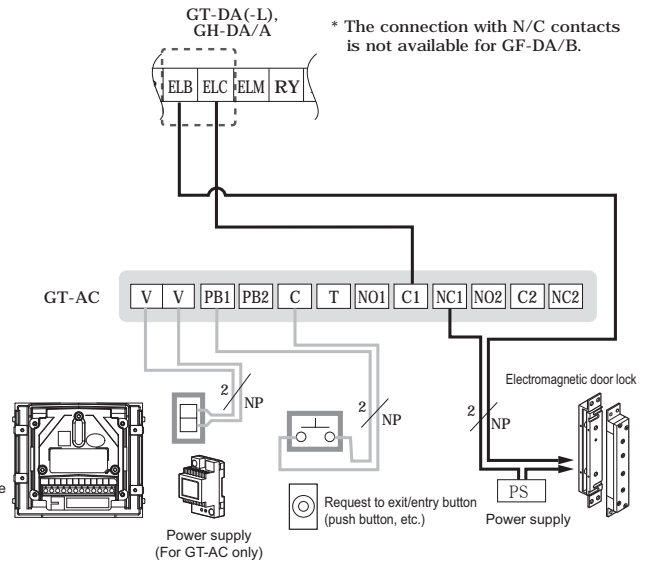 GT-DA(-L),
GH-DA/A
* The connection with N/C contacts
is not available for GF-DA/B.
ELB ELC ELM RY
GT-AC
V V PB1 PB2 C T NO1 C1 NC1 NO2 C2 NC2
Electromagnetic door lock
2
NP
2
NP
2
NP
PS
Power supply
Request to exit/entry button
(push button, etc.)
Power supply
(For GT-AC only)